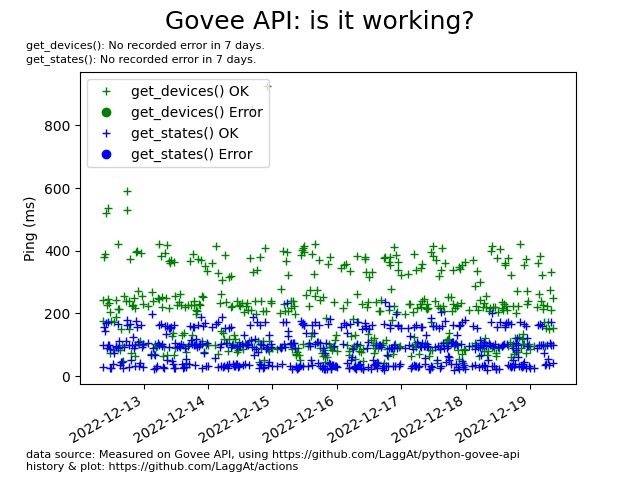 Govee API: is it working?
get_devices(): No recorded error in 7 days.
get_states(): No recorded error in 7 days.
get_devices() OK
get_devices() Error
get_states() OK
get_states() Error
Ping (ms)
800
600
400
200
0
2022-12-13
2022-12-14
2022-12-15
2022-12-16
2022-12-17
2022-12-18
2022-12-19
data source: Measured on Govee API, using https://github.com/LaggAt/python-govee-api
history & plot: https://github.com/LaggAt/actions